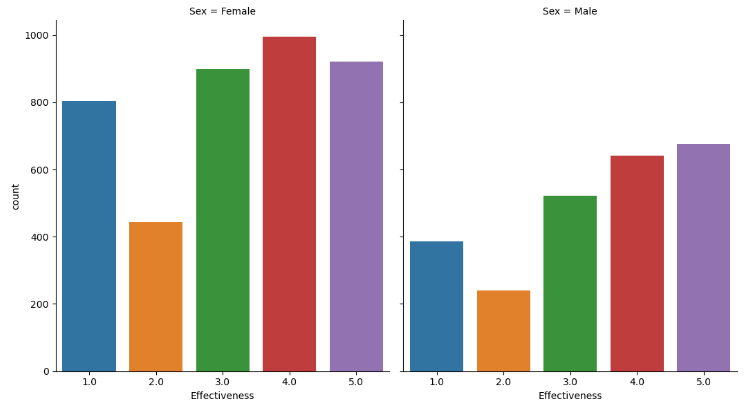 Sex = Female
Sex = Male
count
1000
800
600
400
200
0
1.0 2.0 3.0 4.0 5.0
1.0 2.0 3.0 4.0 5.0
Effectiveness
Effectiveness